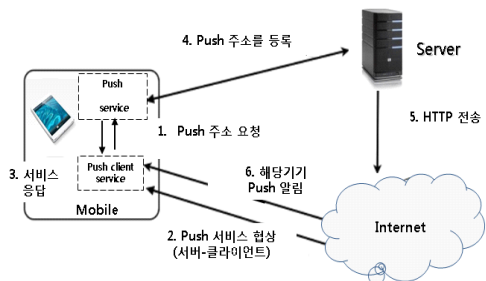 4. Push 주소를 등록
Server
Push
service
1. Push 주소 요청
5. HTTP 전송
3. 서비스
응답
Push client
service
6. 해당기기
Push 알림
Mobile
2. Push 서비스 협상
(서버-클라이언트)
Internet